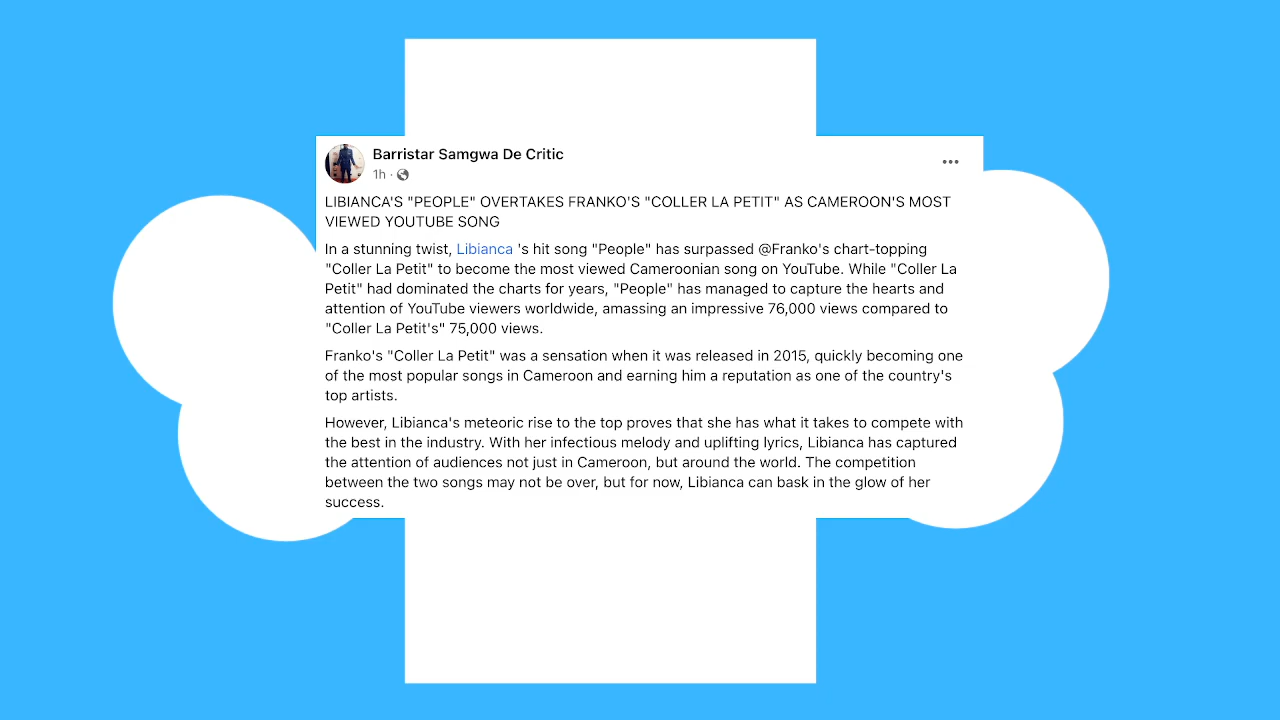 Barristar Samgwa De Critic
1h ·
LIBIANCA'S "PEOPLE" OVERTAKES FRANKO'S "COLLER LA PETIT" AS CAMEROON'S MOST
VIEWED YOUTUBE SONG
In a stunning twist, Libianca 's hit song "People" has surpassed @Franko's chart-topping
"Coller La Petit" to become the most viewed Cameroonian song on YouTube. While "Coller La
Petit" had dominated the charts for years, "People" has managed to capture the hearts and
attention of YouTube viewers worldwide, amassing an impressive 76,000 views compared to
"Coller La Petit's" 75,000 views.
Franko's "Coller La Petit" was a sensation when it was released in 2015, quickly becoming one
of the most popular songs in Cameroon and earning him a reputation as one of the country's
top artists.
However, Libianca's meteoric rise to the top proves that she has what it takes to compete with
the best in the industry. With her infectious melody and uplifting lyrics, Libianca has captured
the attention of audiences not just in Cameroon, but around the world. The competition
between the two songs may not be over, but for now, Libianca can bask in the glow of her
success.